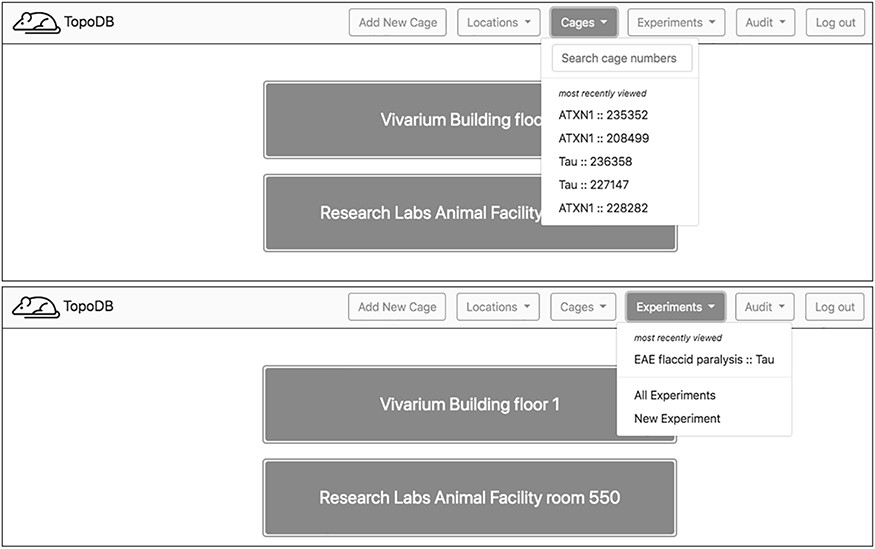 TopoDB
Add New Cage
Locations
Cages
Experiments
Audit
Log out
Search cage numbers
most recently viewed
ATXN1 :: 235352
ATXN1 :: 208499
Tau :: 236358
Tau :: 227147
ATXN1 :: 228282
Vivarium Building
Research Labs Animal Facility
TopoDB
Add New Cage
Locations
Cages
Experiments
Audit
Log out
most recently viewed
EAE flaccid paralysis :: Tau
All Experiments
New Experiment
Vivarium Building floor 1
Research Labs Animal Facility room 550